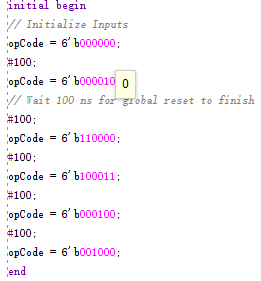 initial begin
// Initialize Inputs
opCode = 6'b000000;
#100;
opCode = 6'b000010
0
// Wait 100 ns for global reset to finish
#100;
opCode = 6'b110000;
#100;
opCode = 6'b100011;
#100;
opCode = 6'b000100;
#100;
opCode = 6'b001000;
end